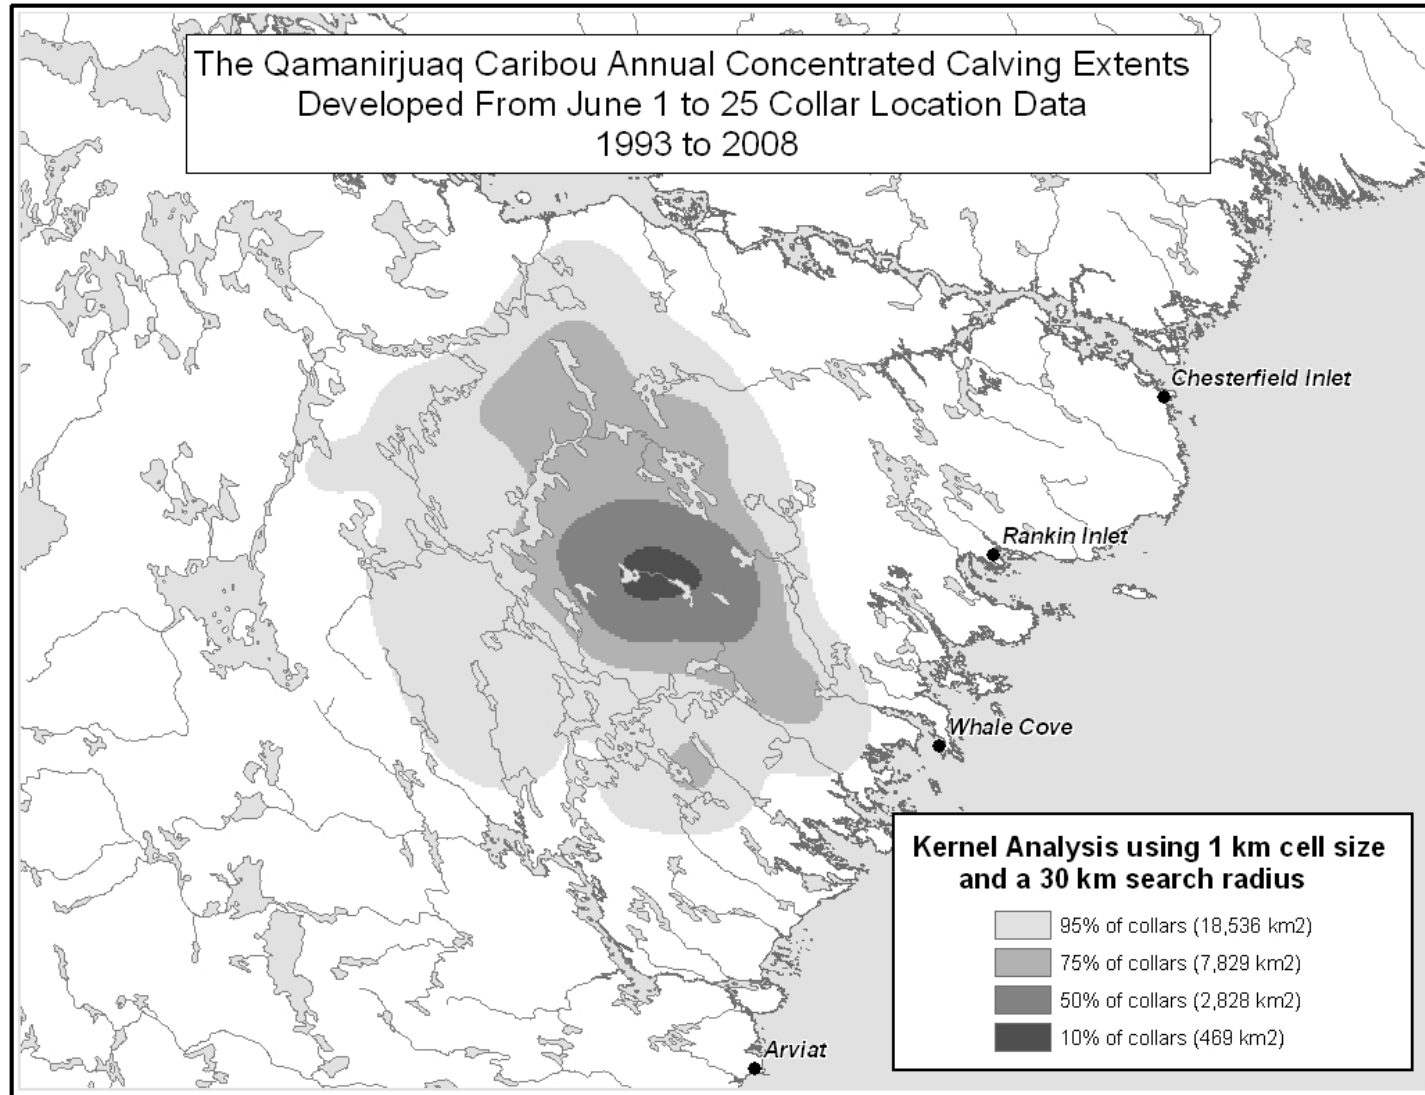 The Qamanirjuaq Caribou Annual Concentrated Calving Extents
Developed From June 1 to 25 Collar Location Data
1993 to 2008
Chesterfield Inlet
Rankin Inlet
Whale Cove
Arviat
Kernel Analysis using 1 km cell size
and a 30 km search radius
95% of collars (18,536 km2)
75% of collars (7,829 km2)
50% of collars (2,828 km2)
10% of collars (469 km2)